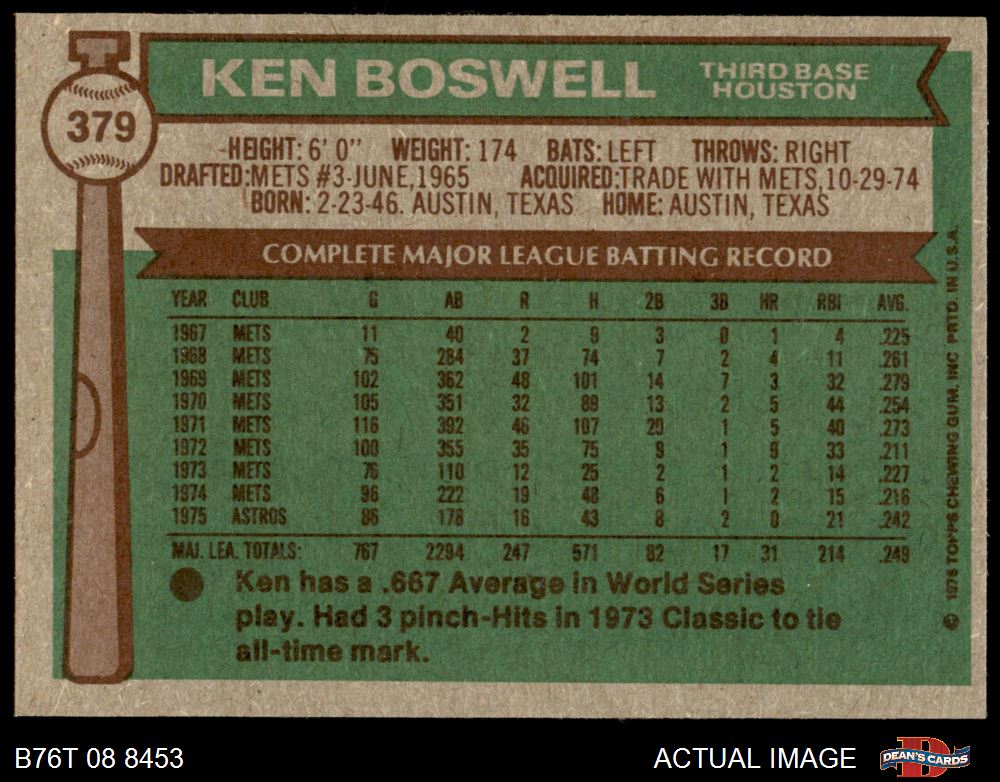 379
KEN BOSWELL THIRD BASE
HOUSTON
HEIGHT: 6' 0" WEIGHT: 174 BATS: LEFT THROWS: RIGHT
DRAFTED: METS #3-JUNE, 1965 ACQUIRED: TRADE WITH METS, 10-29-74
BORN: 2-23-46. AUSTIN, TEXAS HOME: AUSTIN, TEXAS
COMPLETE MAJOR LEAGUE BATTING RECORD
YEAR CLUB G AB R H 2B 3B HR RBI AVG.
1967 METS 11 40 2 9 3 0 1 4 .225
1968 METS 75 284 37 74 7 2 4 11 .261
1969 METS 102 362 48 101 14 7 3 32 .279
1970 METS 105 351 32 89 13 2 5 44 .254
1971 METS 116 392 46 107 20 1 5 40 .273
1972 METS 100 355 35 75 9 1 9 33 .211
1973 METS 76 110 12 25 2 1 2 14 .227
1974 METS 96 222 19 48 6 1 2 15 .216
1975 ASTROS 86 178 16 43 8 2 0 21 .242
MAJ. LEA. TOTALS: 767 2294 247 571 82 17 31 214 .249
Ken has a .667 Average in World Series
play. Had 3 pinch-Hits in 1973 Classic to tie
all-time mark.
© 1976 TOPPS CHEWING GUM, INC PRTD. IN U.S.A.
B76T 08 8453 ACTUAL IMAGE DEAN'S CARDS